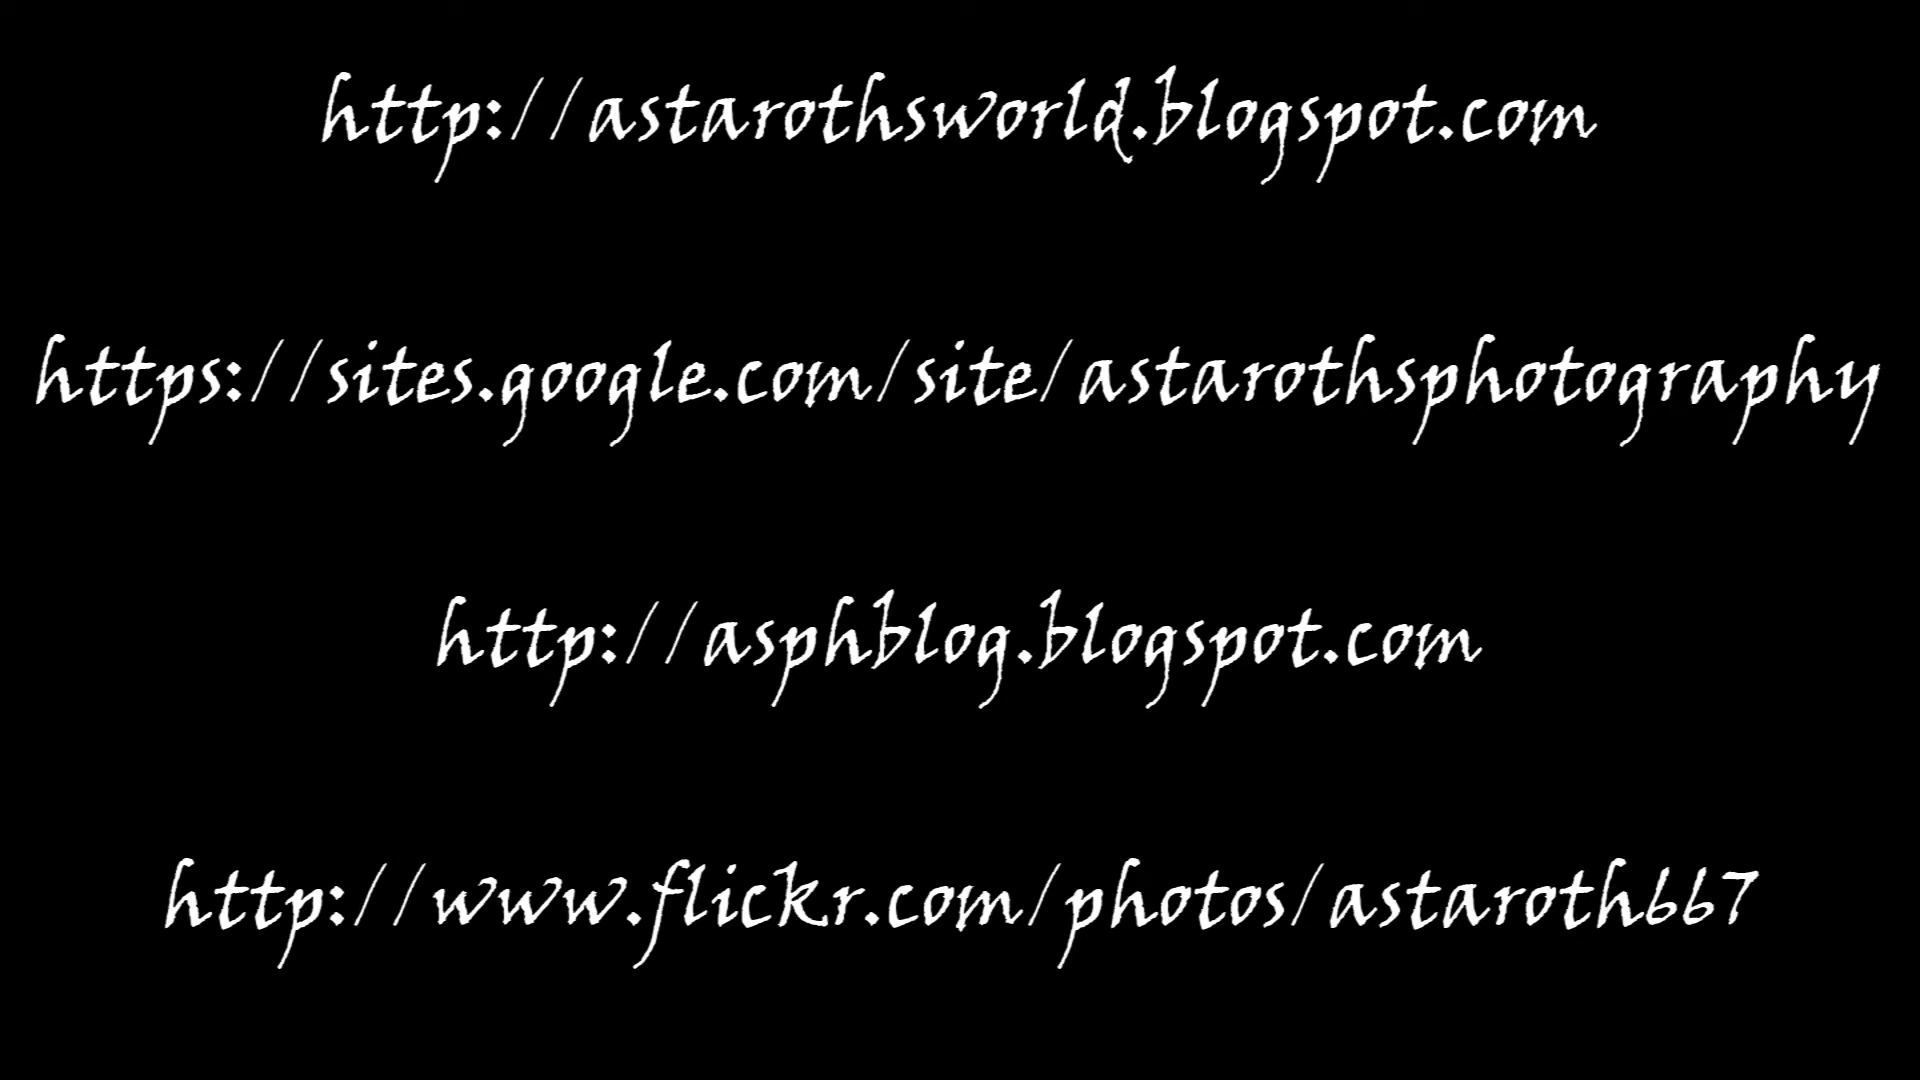 http://astarothsworld.blogspot.com
https://sites.google.com/site/astarothsphotography
http://asphblog.blogspot.com
http://www.flickr.com/photos/astaroth667